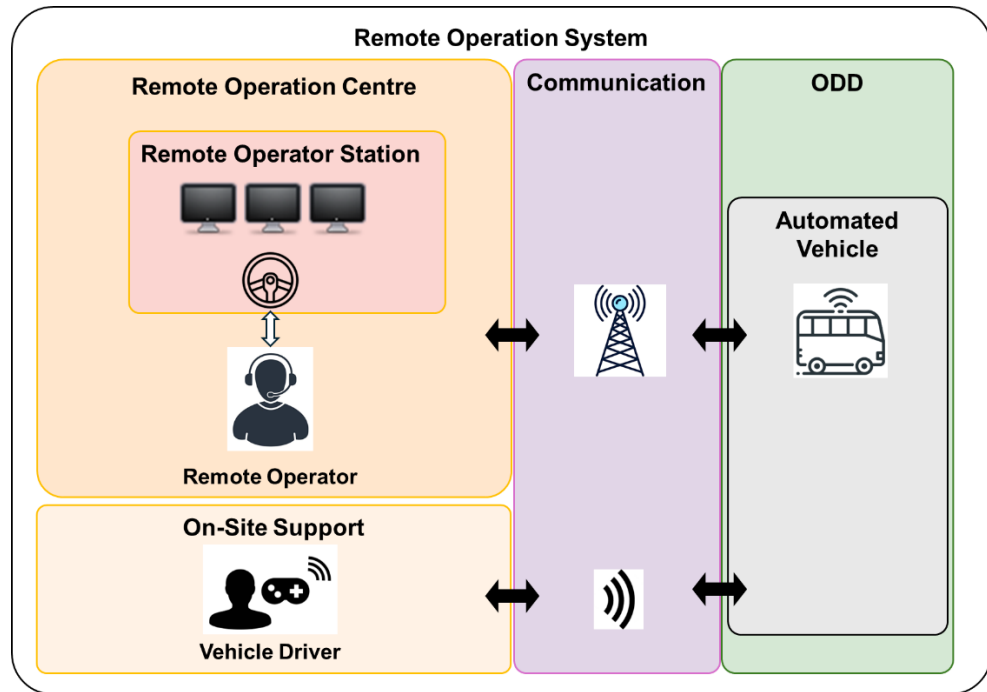 Remote Operation System
Remote Operation Centre
Remote Operator Station
Remote Operator
On-Site Support
Vehicle Driver
Communication
ODD
Automated
Vehicle